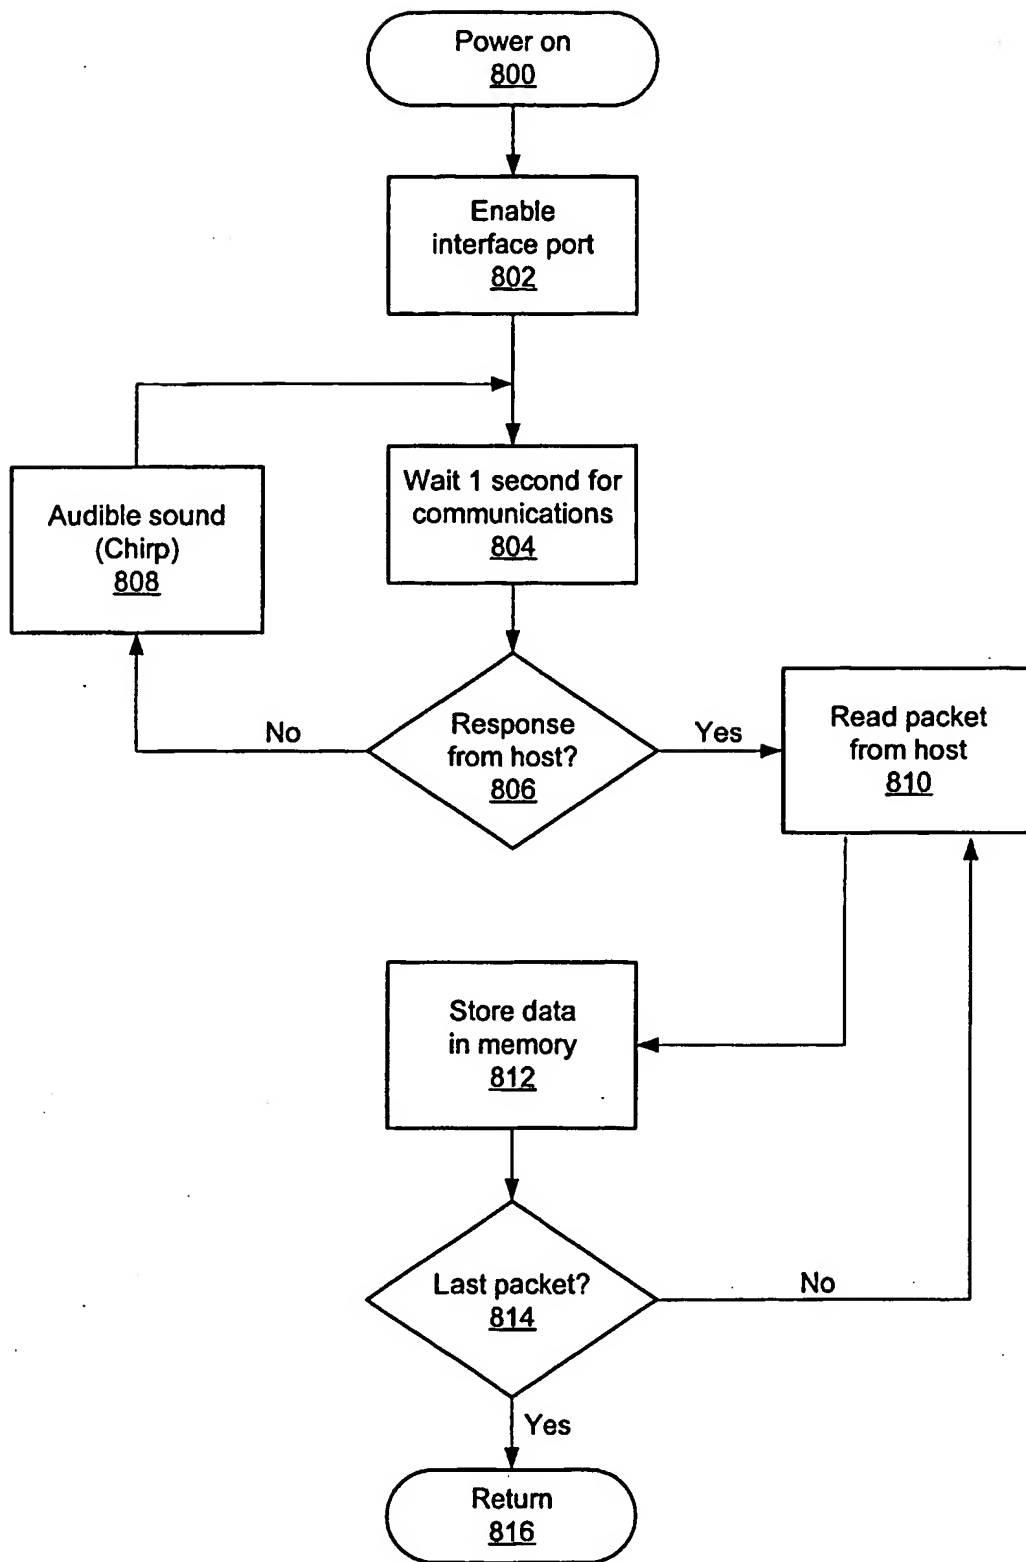 Power on
800
Enable
interface port
802
Wait 1 second for
communications
804
Audible sound
(Chirp)
808
Response
from host?
806
No
Yes
Read packet
from host
810
Store data
in memory
812
Last packet?
814
No
Yes
Return
816